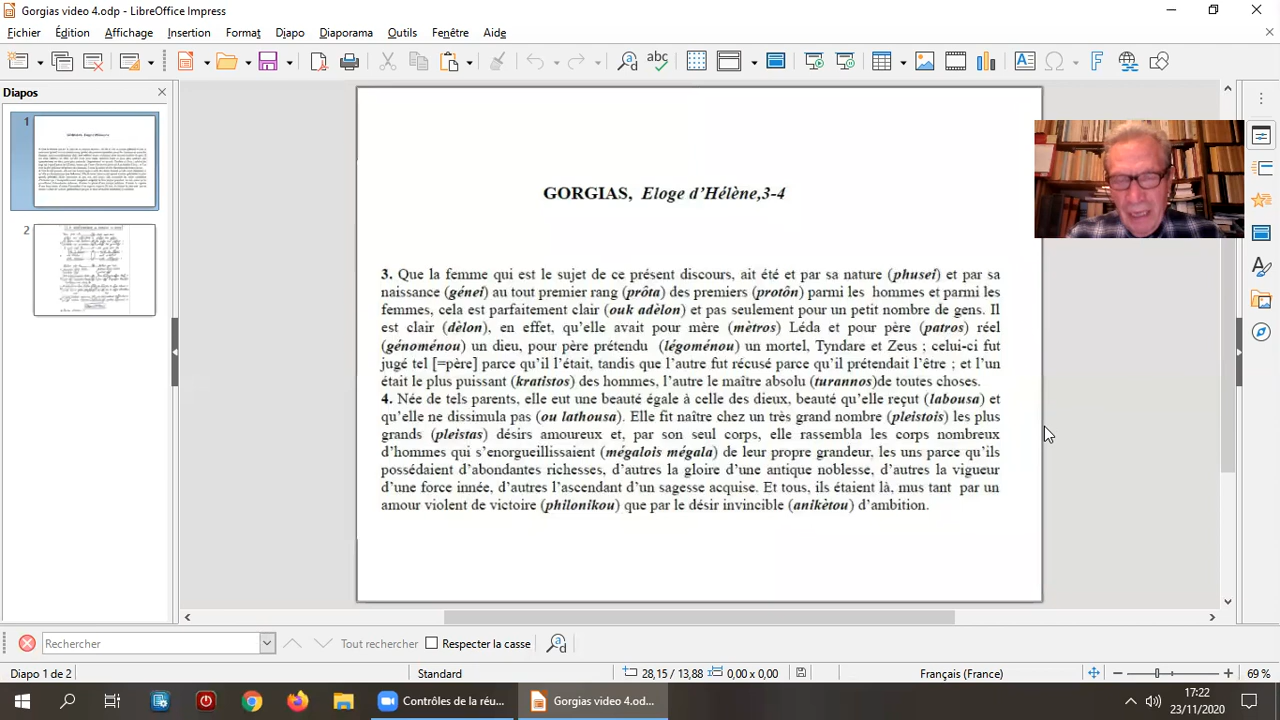 Gorgias video 4.odp - LibreOffice Impress
Fichier Édition Affichage Insertion Format Diapo Diaporama Outils Fenêtre Aide
Diapos
1
2
GORGIAS, Eloge d'Hélène,3-4
3. Que la femme qui est le sujet de ce présent discours, ait été et par sa nature (phusei) et par sa
naissance (génei) au tout premier rang (prôta) des premiers (protôn) parmi les hommes et parmi les
femmes, cela est parfaitement clair (ouk adèlon) et pas seulement pour un petit nombre de gens. Il
est clair (dèlon), en effet, qu'elle avait pour mère (mètros) Léda et pour père (patros) réel
(génoménou) un dieu, pour père prétendu (légoménou) un mortel, Tyndare et Zeus ; celui-ci fut
jugé tel [=père] parce qu'il l'était, tandis que l'autre fut récusé parce qu'il prétendait l'être ; et l'un
était le plus puissant (kratistos) des hommes, l'autre le maître absolu (turannos)de toutes choses.
4. Née de tels parents, elle eut une beauté égale à celle des dieux, beauté qu'elle reçut (labousa) et
qu'elle ne dissimula pas (ou lathousa). Elle fit naître chez un très grand nombre (pleistois) les plus
grands (pleistas) désirs amoureux et, par son seul corps, elle rassembla les corps nombreux
d'hommes qui s'enorgueillissaient (mégalois mégala) de leur propre grandeur, les uns parce qu'ils
possédaient d'abondantes richesses, d'autres la gloire d'une antique noblesse, d'autres la vigueur
d'une force innée, d'autres l'ascendant d'un sagesse acquise. Et tous, ils étaient là, mus tant par un
amour violent de victoire (philonikou) que par le désir invincible (anikètou) d'ambition.
Rechercher Tout rechercher Respecter la casse
Diapo 1 de 2 Standard 28,15 / 13,88 0,00 x 0,00 Français (France) 69 %
Contrôles de la réu... Gorgias video 4.od... 17:22
23/11/2020